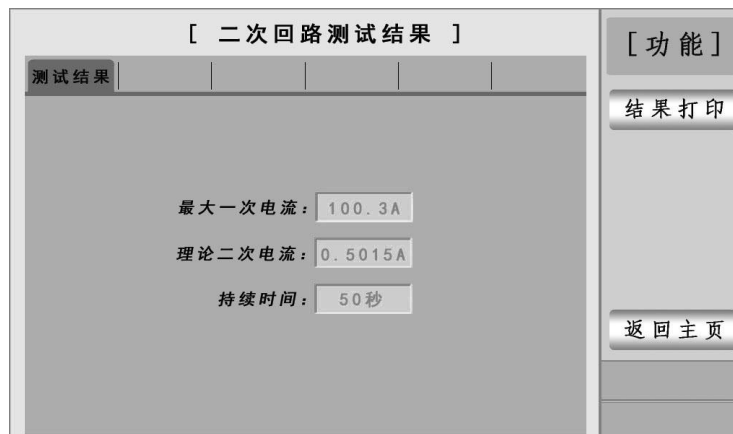 [ 二次回路测试结果 ]
[功能]
测试结果
结果打印
最大一次电流: 100.3A
理论二次电流: 0.5015A
持续时间: 50秒
返回主页